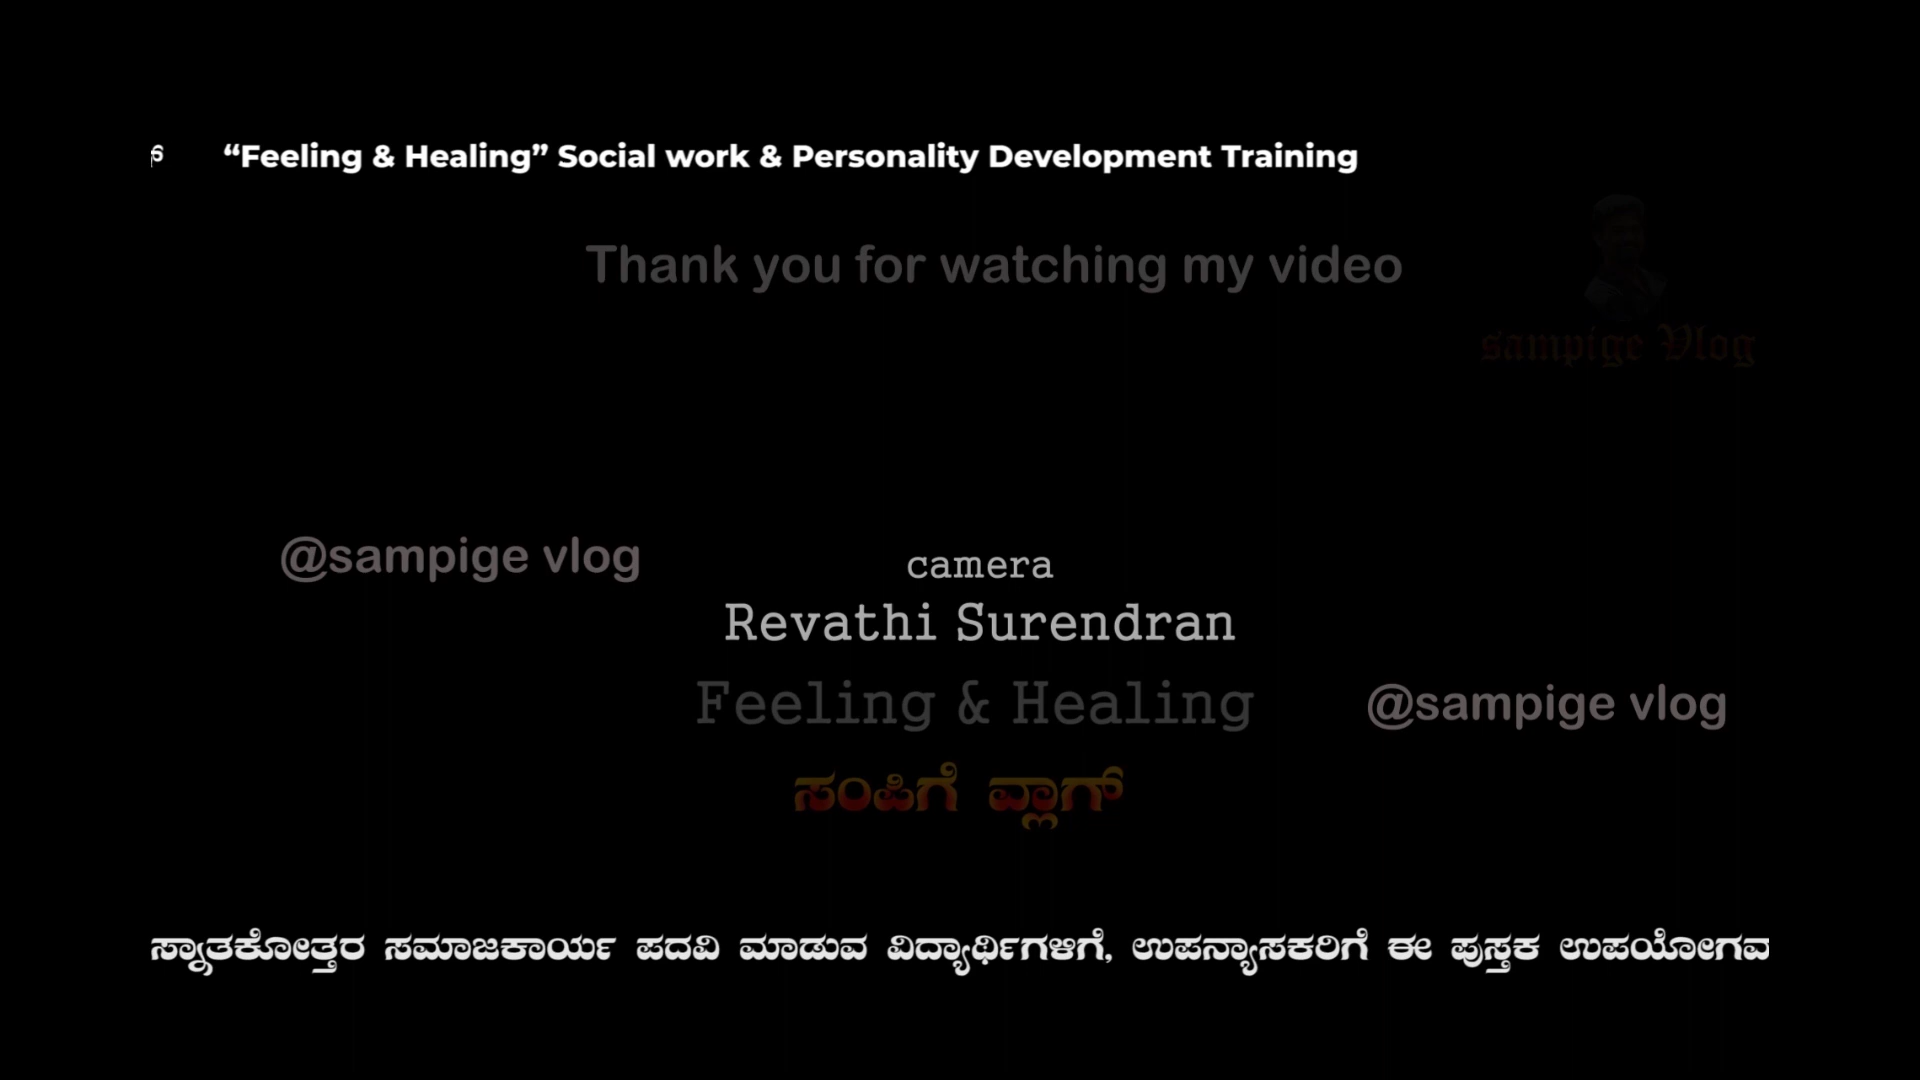 “Feeling & Healing” Social work & Personality Development Training
Thank you for watching my video
sampige Vlog
@sampige vlog
camera
Revathi Surendran
Feeling & Healing
@sampige vlog
ಸಂಪಿಗೆ ವ್ಲಾಗ್
ಸ್ನಾತಕೋತ್ತರ ಸಮಾಜಕಾರ್ಯ ಪದವಿ ಮಾಡುವ ವಿದ್ಯಾರ್ಥಿಗಳಿಗೆ, ಉಪನ್ಯಾಸಕರಿಗೆ ಈ ಪುಸ್ತಕ ಉಪಯೋಗವ